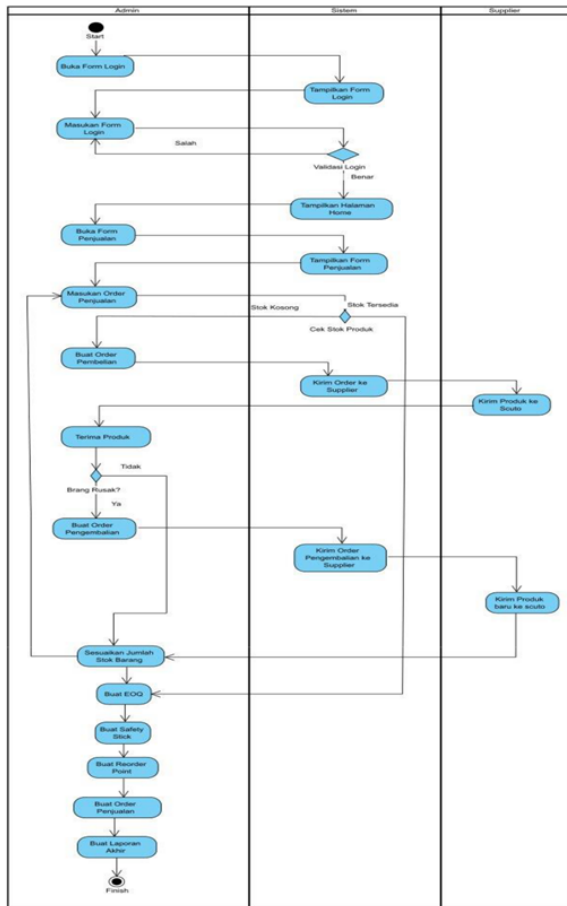 Admin
Sistem
Supplier
Start
Buka Form Login
Tampilkan Form
Login
Masukan Form
Login
Salah
Validasi Login
Benar
Tampilkan Halaman
Home
Buka Form
Penjualan
Tampilkan Form
Penjualan
Masukan Order
Penjualan
Stok Kosong
Stok Tersedia
Cek Stok Produk
Buat Order
Pembelian
Kirim Order ke
Supplier
Kirim Produk ke
Sculo
Terima Produk
Tidak
Brang Rusak?
Ya
Buat Order
Pengembalian
Kirim Order
Pengembalian ke
Supplier
Kirim Produk
baru ke sculo
Sesuaikan Jumlah
Stok Barang
Buat EOQ
Buat Safety
Stick
Buat Reorder
Point
Buat Order
Penjualan
Buat Laporan
Akhir
Finish